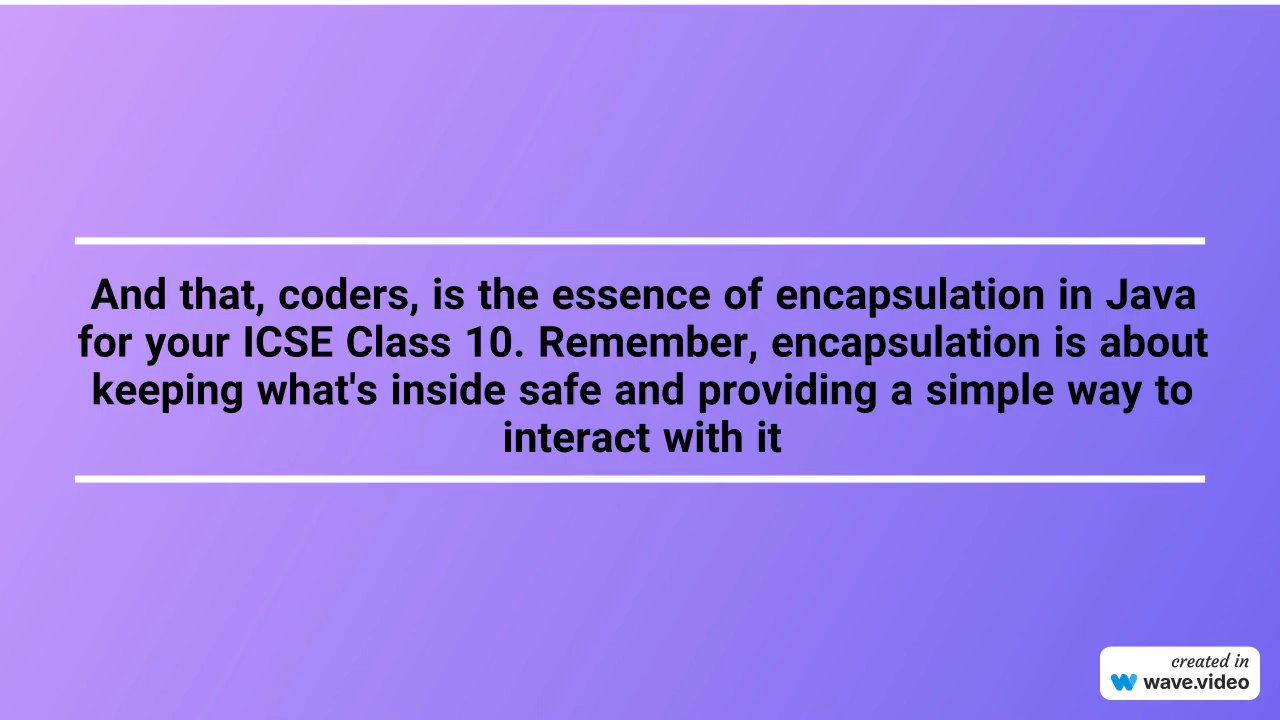 And that, coders, is the essence of encapsulation in Java
for your ICSE Class 10. Remember, encapsulation is about
keeping what's inside safe and providing a simple way to
interact with it
created in
wave.video